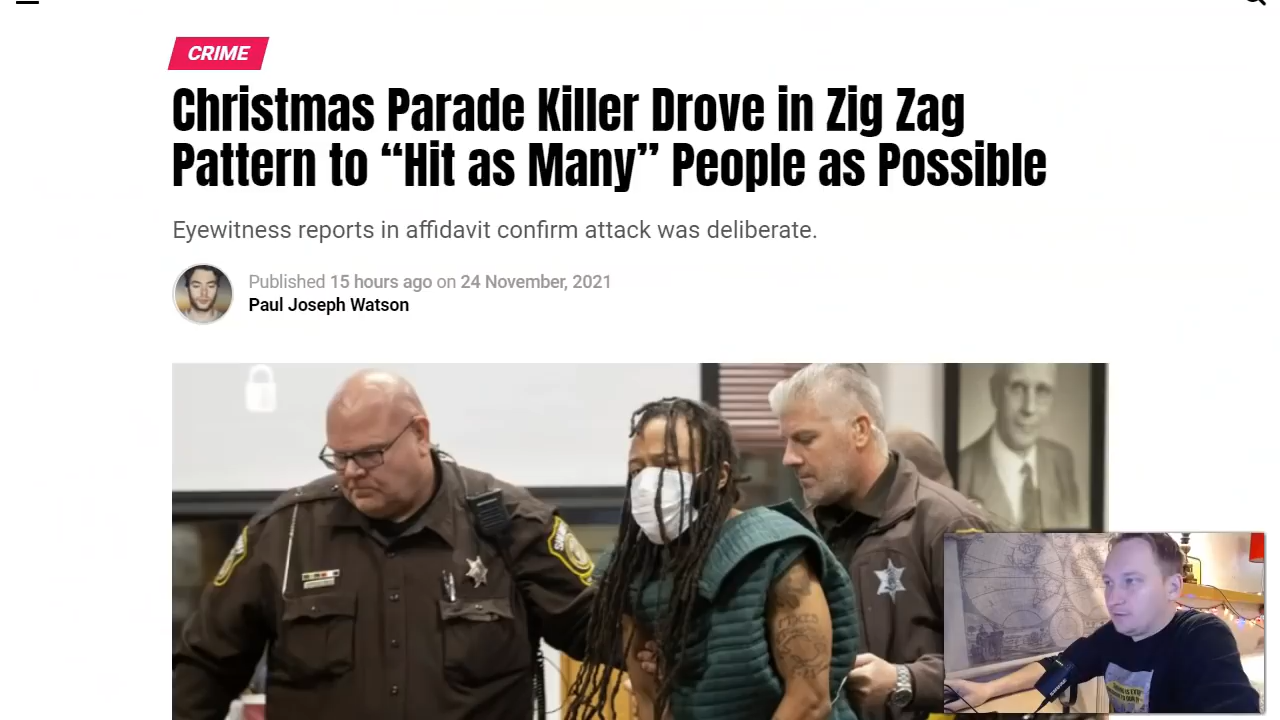 CRIME
Christmas Parade Killer Drove in Zig Zag
Pattern to “Hit as Many” People as Possible
Eyewitness reports in affidavit confirm attack was deliberate.
Published 15 hours ago on 24 November, 2021
Paul Joseph Watson